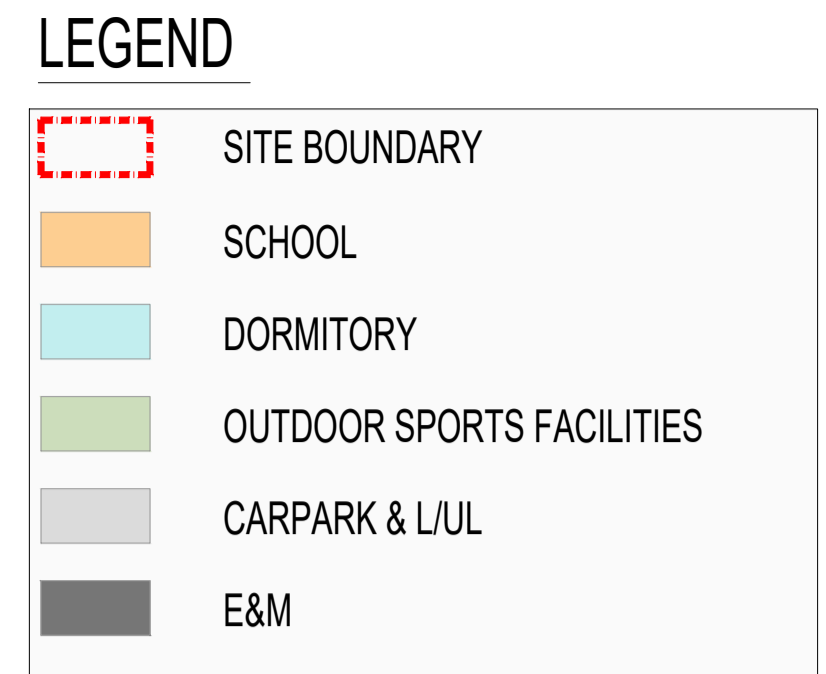 LEGEND
SITE BOUNDARY
SCHOOL
DORMITORY
OUTDOOR SPORTS FACILITIES
CARPARK & L/UL
E&M